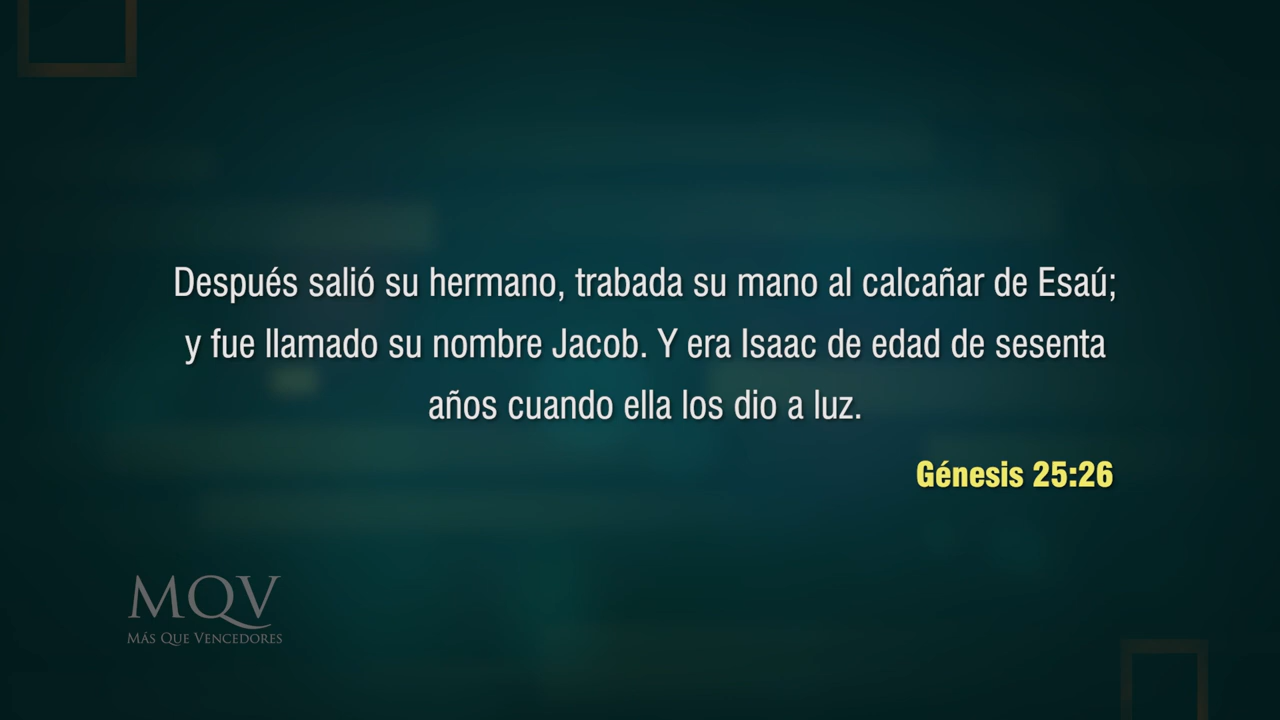 Después salió su hermano, trabada su mano al calcañar de Esaú;
y fue llamado su nombre Jacob. Y era Isaac de edad de sesenta
años cuando ella los dio a luz.
Génesis 25:26
MQV
MÁS QUE VENCEDORES